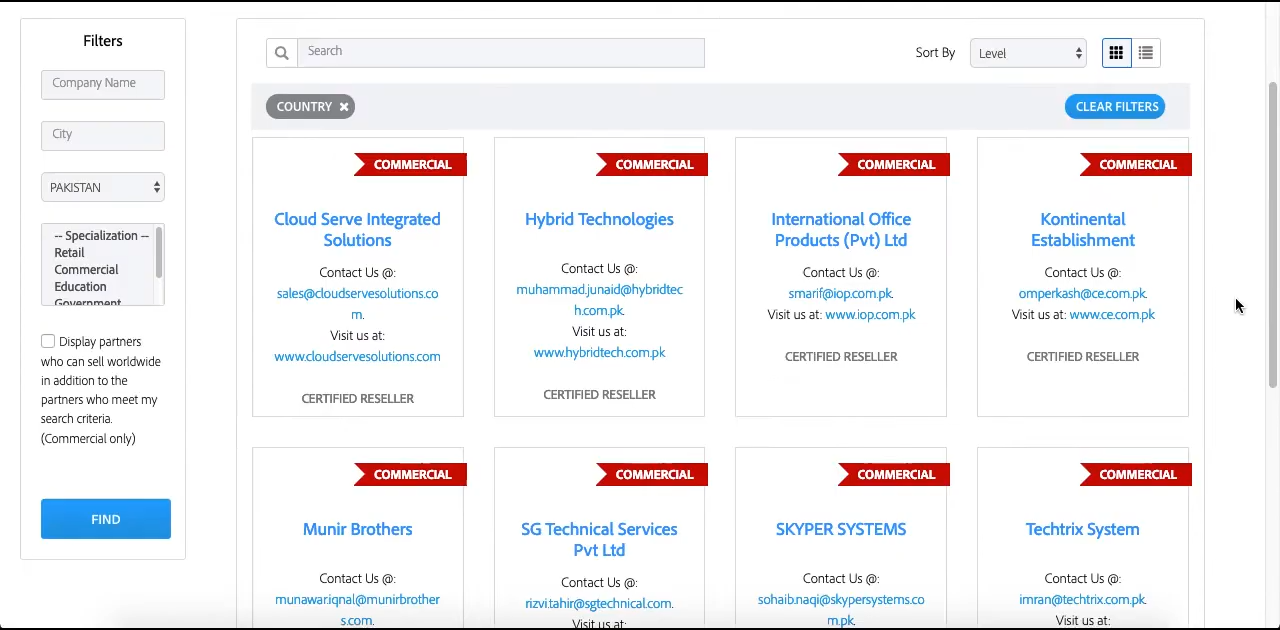 Filters
Company Name
City
PAKISTAN
-- Specialization --
Retail
Commercial
Education
Government
Display partners
who can sell worldwide
in addition to the
partners who meet my
search criteria.
(Commercial only)
FIND
Search
Sort By
Level
COUNTRY ✖
CLEAR FILTERS
COMMERCIAL
Cloud Serve Integrated
Solutions
Contact Us @:
sales@cloudservesolutions.co
m.
Visit us at:
www.cloudservesolutions.com
CERTIFIED RESELLER
COMMERCIAL
Hybrid Technologies
Contact Us @:
muhammad.junaid@hybridtec
h.com.pk.
Visit us at:
www.hybridtech.com.pk
CERTIFIED RESELLER
COMMERCIAL
International Office
Products (Pvt) Ltd
Contact Us @:
smarif@iop.com.pk.
Visit us at: www.iop.com.pk
CERTIFIED RESELLER
COMMERCIAL
Kontinental
Establishment
Contact Us @:
omperkash@ce.com.pk.
Visit us at: www.ce.com.pk
CERTIFIED RESELLER
COMMERCIAL
Munir Brothers
Contact Us @:
munawar.iqnal@munirbrother
s.com.
COMMERCIAL
SG Technical Services
Pvt Ltd
Contact Us @:
rizvi.tahir@sgtechnical.com.
Visit us at:
COMMERCIAL
SKYPER SYSTEMS
Contact Us @:
sohaib.naqi@skypersystems.co
m.pk.
COMMERCIAL
Techtrix System
Contact Us @:
imran@techtrix.com.pk.
Visit us at: